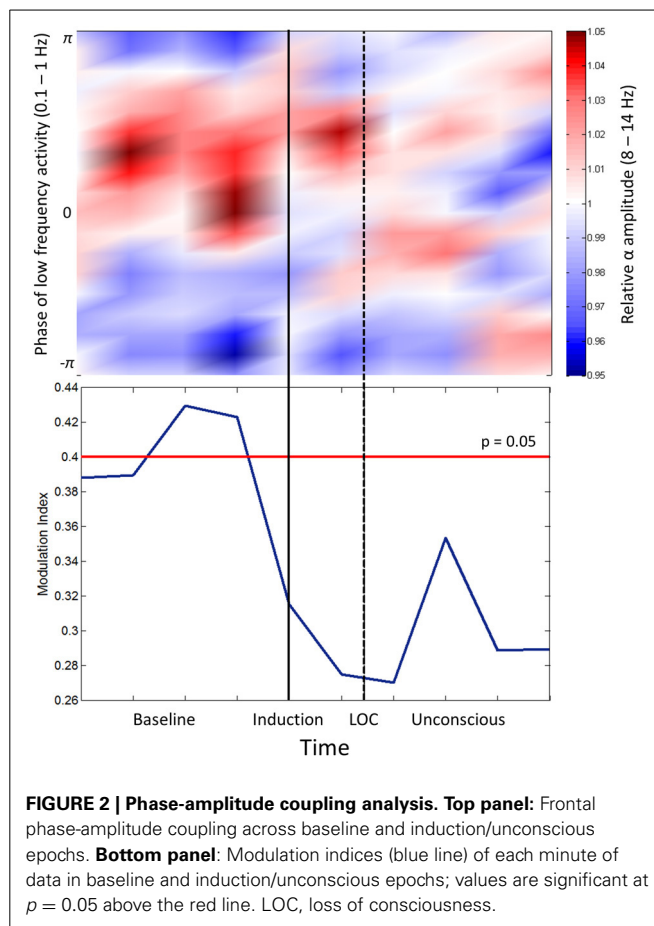 π
0
-π
Phase of low frequency activity (0.1 – 1 Hz)
1.05
1.04
1.03
1.02
1.01
1
0.99
0.98
0.97
0.96
0.95
Relative α amplitude (8 – 14 Hz)
0.44
0.42
0.4
0.38
0.36
0.34
0.32
0.3
0.28
0.26
Modulation Index
p = 0.05
Baseline Induction LOC Unconscious
Time
FIGURE 2 | Phase-amplitude coupling analysis. Top panel: Frontal
phase-amplitude coupling across baseline and induction/unconscious
epochs. Bottom panel: Modulation indices (blue line) of each minute of
data in baseline and induction/unconscious epochs; values are significant at
p = 0.05 above the red line. LOC, loss of consciousness.